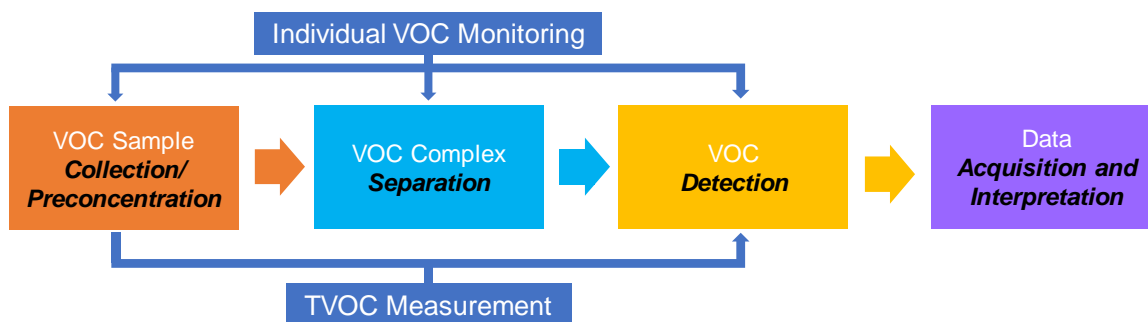 Individual VOC Monitoring
VOC Sample
Collection/
Preconcentration
VOC Complex
Separation
VOC
Detection
Data
Acquisition and
Interpretation
TVOC Measurement